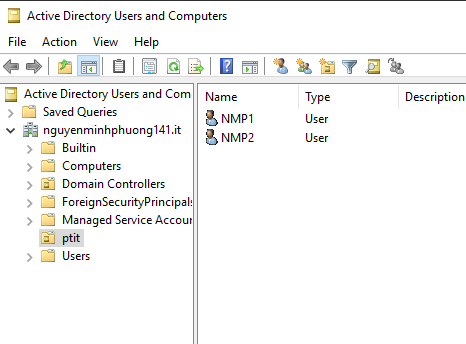 Active Directory Users and Computers
File Action View Help
Active Directory Users and Com
Saved Queries
nguyenminhphuong141.it
Builtin
Computers
Domain Controllers
ForeignSecurityPrincipals
Managed Service Accour
ptit
Users
Name Type Description
NMP1 User
NMP2 User